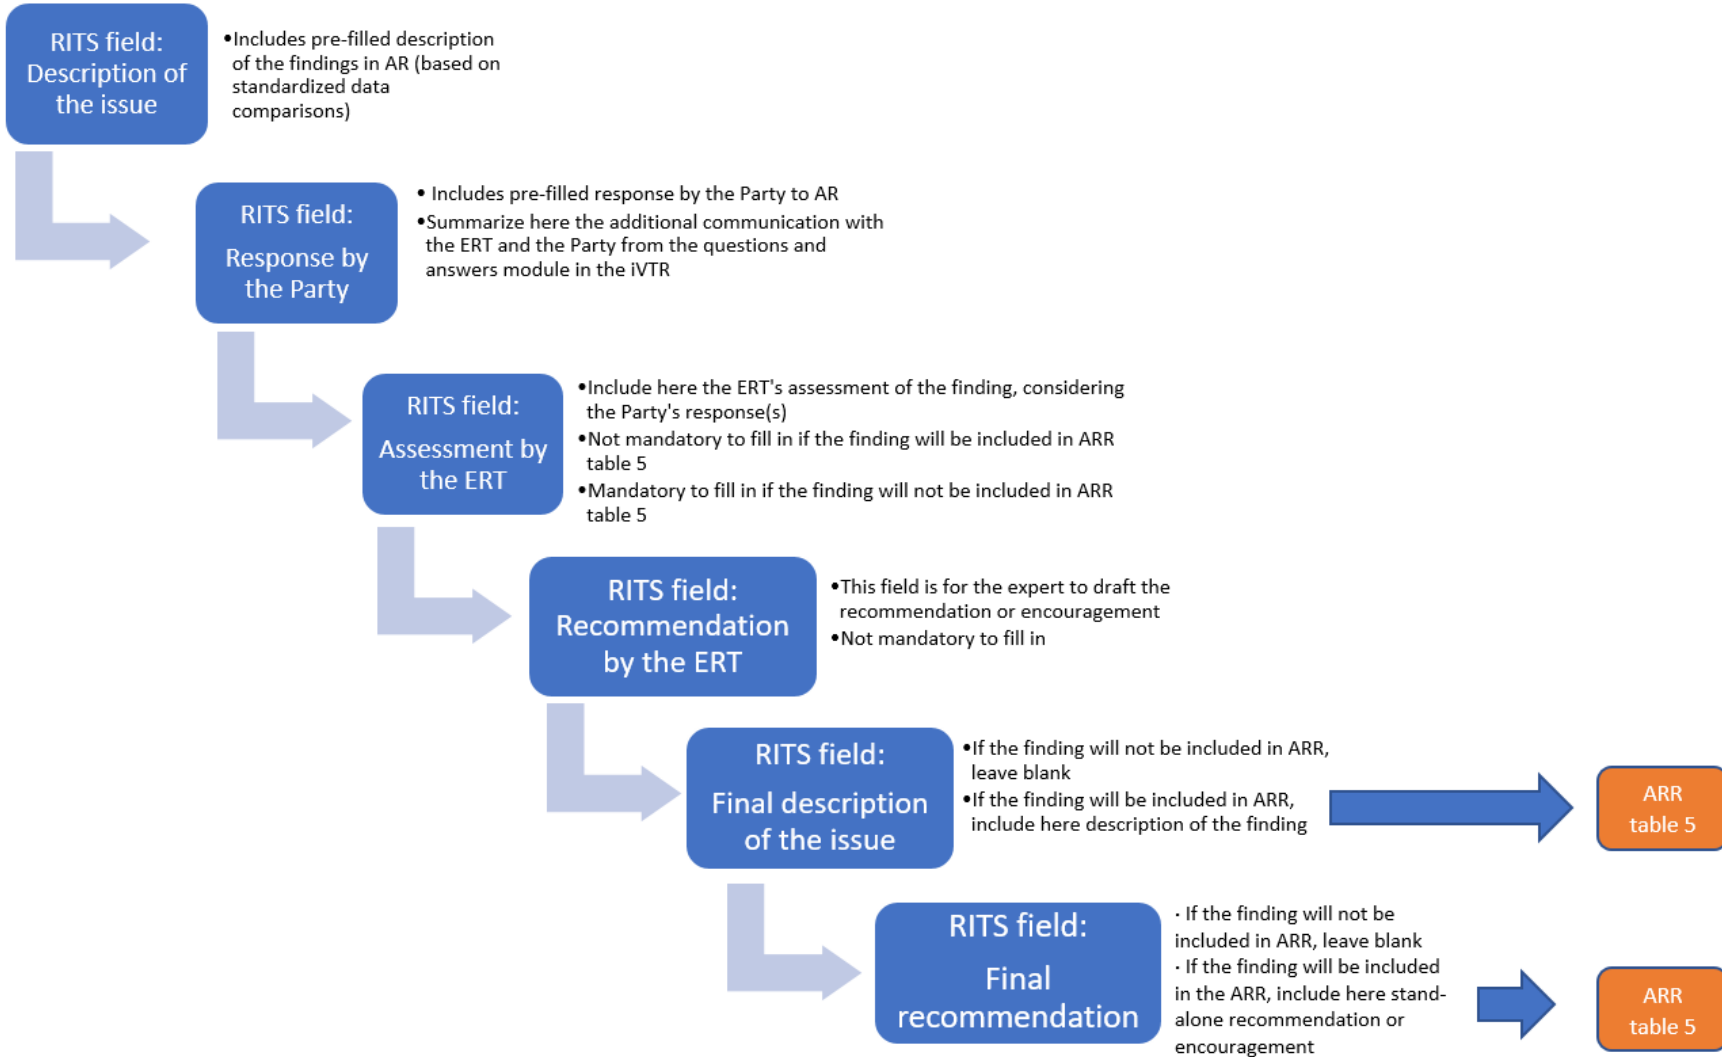 RITS field:
Description of
the issue
•Includes pre-filled description
of the findings in AR (based on
standardized data
comparisons)
RITS field:
Response by
the Party
• Includes pre-filled response by the Party to AR
•Summarize here the additional communication with
the ERT and the Party from the questions and
answers module in the iVTR
RITS field:
Assessment by
the ERT
•Include here the ERT's assessment of the finding, considering
the Party's response(s)
•Not mandatory to fill in if the finding will be included in ARR
table 5
•Mandatory to fill in if the finding will not be included in ARR
table 5
RITS field:
Recommendation
by the ERT
•This field is for the expert to draft the
recommendation or encouragement
•Not mandatory to fill in
RITS field:
Final description
of the issue
•If the finding will not be included in ARR,
leave blank
•If the finding will be included in ARR,
include here description of the finding
ARR
table 5
RITS field:
Final
recommendation
· If the finding will not be
included in ARR, leave blank
· If the finding will be included
in the ARR, include here stand-
alone recommendation or
encouragement
ARR
table 5